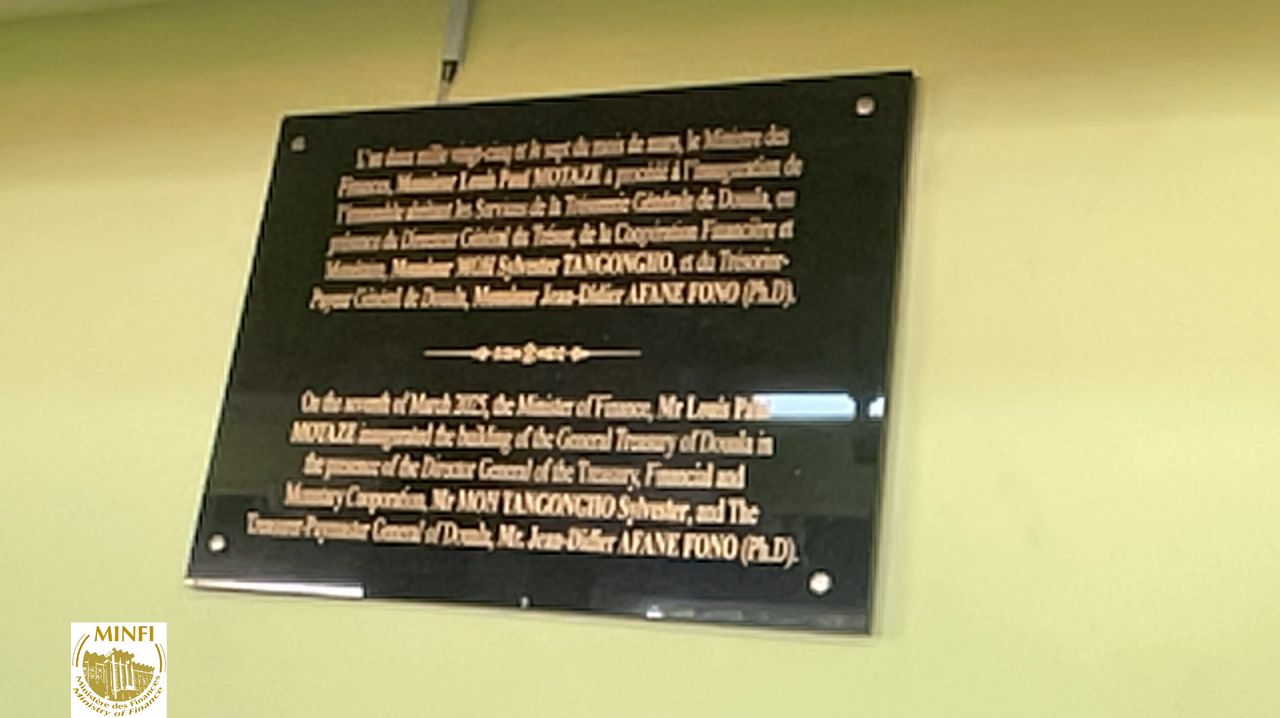 L'an deux mille vingt-cinq et le sept du mois de mars, le Ministre des
Finances, Monsieur Louis Paul MOTAZE a procédé à l'inauguration de
l'immeuble abritant les Services de la Trésorerie Générale de Douala, en
présence du Directeur Général du Trésor, de la Coopération Financière et
Monétaire, Monsieur MOH Sylvester TANGONGHO, et du Trésorier-
Payeur Général de Douala, Monsieur Jean-Didier AFANE FONO (Ph.D).
On the seventh of March 2025, the Minister of Finance, Mr Louis Paul
MOTAZE inaugurated the building of the General Treasury of Douala in
the presence of the Director General of the Treasury, Financial and
Monetary Cooperation, Mr MOH TANGONGHO Sylvester, and The
Treasurer-Paymaster General of Douala, Mr. Jean-Didier AFANE FONO (Ph.D).
MINFI
Ministère des Finances
Ministry of Finance